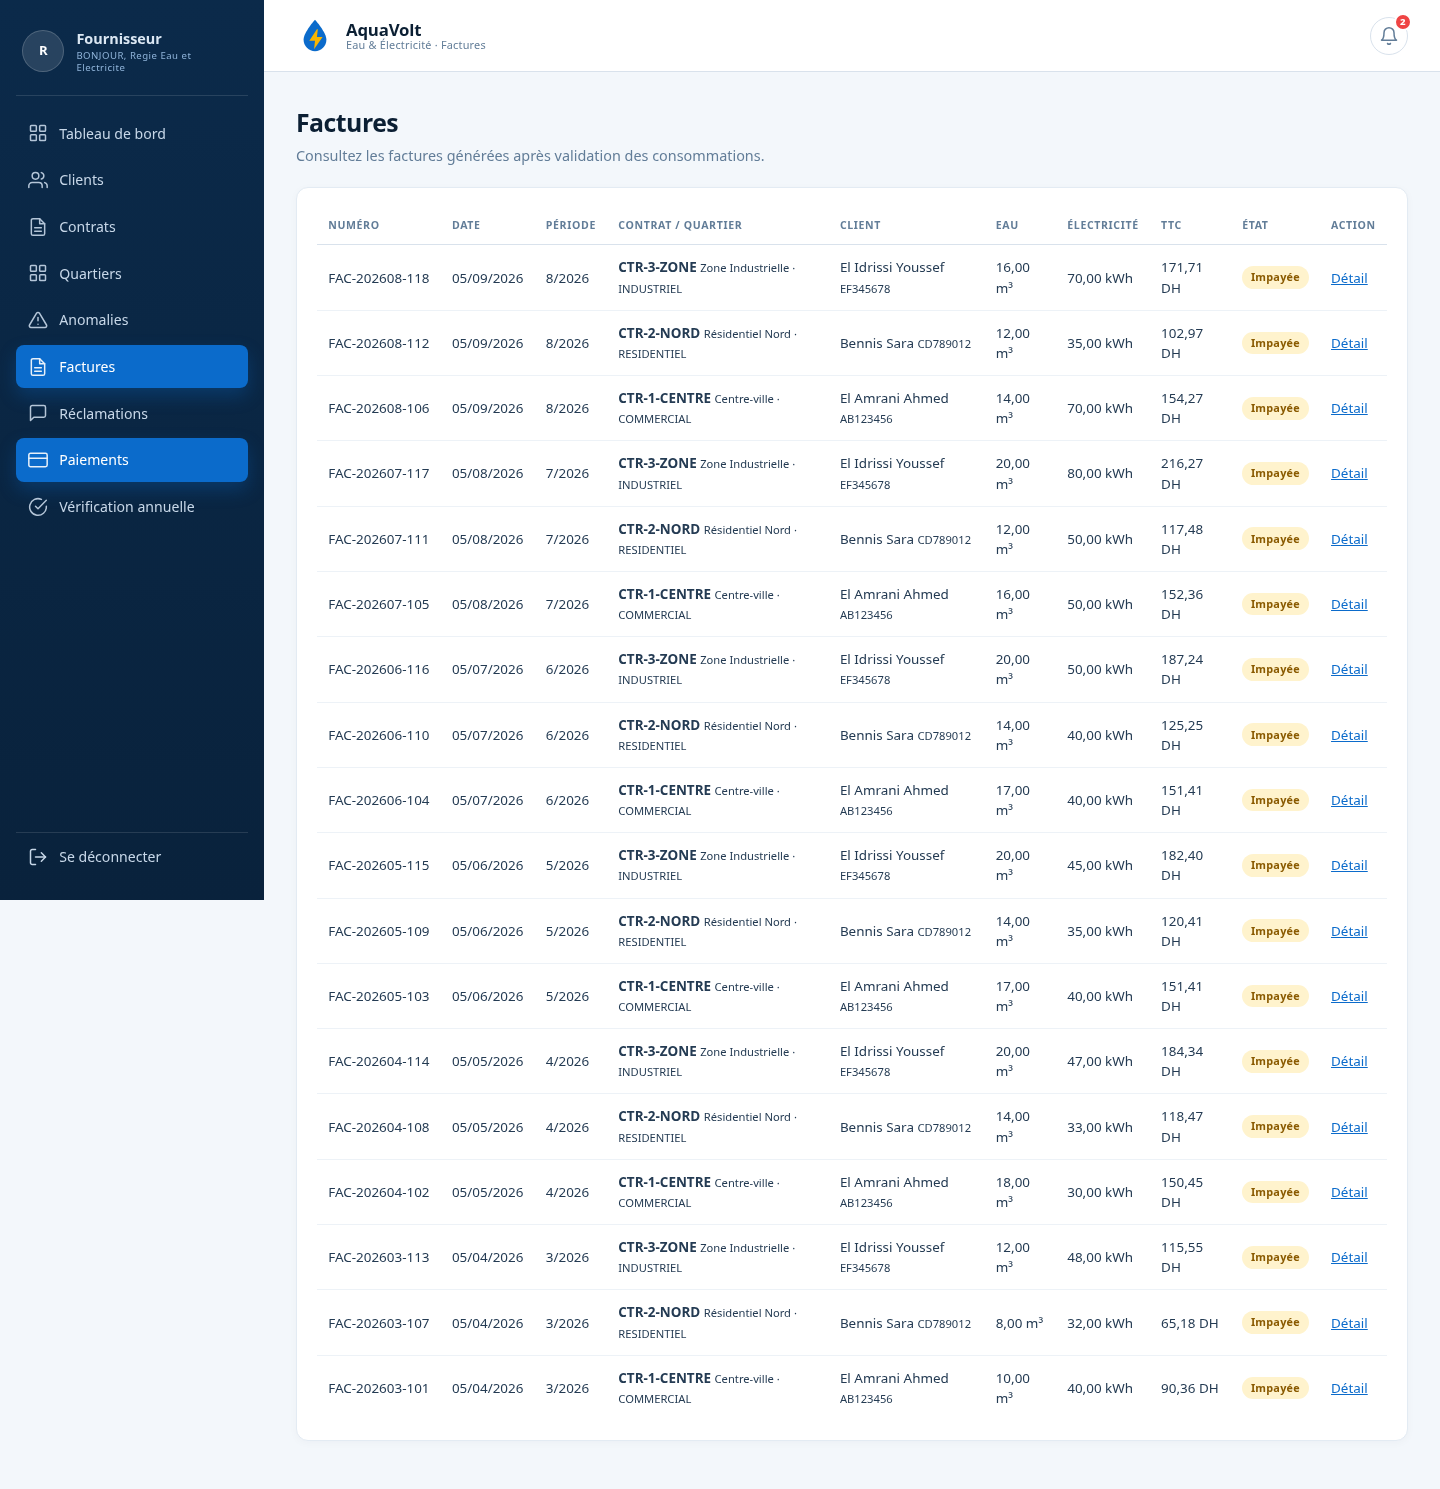 R
Fournisseur
BONJOUR, Regie Eau et
Electricite
Tableau de bord
Clients
Contrats
Quartiers
Anomalies
Factures
Réclamations
Paiements
Vérification annuelle
Se déconnecter
AquaVolt
Eau & Électricité · Factures
2
Factures
Consultez les factures générées après validation des consommations.
NUMÉRO DATE PÉRIODE CONTRAT / QUARTIER CLIENT EAU ÉLECTRICITÉ TTC ÉTAT ACTION
FAC-202608-118 05/09/2026 8/2026 CTR-3-ZONE Zone Industrielle · INDUSTRIEL El Idrissi Youssef EF345678 16,00 m³ 70,00 kWh 171,71 DH Impayée Détail
FAC-202608-112 05/09/2026 8/2026 CTR-2-NORD Résidentiel Nord · RESIDENTIEL Bennis Sara CD789012 12,00 m³ 35,00 kWh 102,97 DH Impayée Détail
FAC-202608-106 05/09/2026 8/2026 CTR-1-CENTRE Centre-ville · COMMERCIAL El Amrani Ahmed AB123456 14,00 m³ 70,00 kWh 154,27 DH Impayée Détail
FAC-202607-117 05/08/2026 7/2026 CTR-3-ZONE Zone Industrielle · INDUSTRIEL El Idrissi Youssef EF345678 20,00 m³ 80,00 kWh 216,27 DH Impayée Détail
FAC-202607-111 05/08/2026 7/2026 CTR-2-NORD Résidentiel Nord · RESIDENTIEL Bennis Sara CD789012 12,00 m³ 50,00 kWh 117,48 DH Impayée Détail
FAC-202607-105 05/08/2026 7/2026 CTR-1-CENTRE Centre-ville · COMMERCIAL El Amrani Ahmed AB123456 16,00 m³ 50,00 kWh 152,36 DH Impayée Détail
FAC-202606-116 05/07/2026 6/2026 CTR-3-ZONE Zone Industrielle · INDUSTRIEL El Idrissi Youssef EF345678 20,00 m³ 50,00 kWh 187,24 DH Impayée Détail
FAC-202606-110 05/07/2026 6/2026 CTR-2-NORD Résidentiel Nord · RESIDENTIEL Bennis Sara CD789012 14,00 m³ 40,00 kWh 125,25 DH Impayée Détail
FAC-202606-104 05/07/2026 6/2026 CTR-1-CENTRE Centre-ville · COMMERCIAL El Amrani Ahmed AB123456 17,00 m³ 40,00 kWh 151,41 DH Impayée Détail
FAC-202605-115 05/06/2026 5/2026 CTR-3-ZONE Zone Industrielle · INDUSTRIEL El Idrissi Youssef EF345678 20,00 m³ 45,00 kWh 182,40 DH Impayée Détail
FAC-202605-109 05/06/2026 5/2026 CTR-2-NORD Résidentiel Nord · RESIDENTIEL Bennis Sara CD789012 14,00 m³ 35,00 kWh 120,41 DH Impayée Détail
FAC-202605-103 05/06/2026 5/2026 CTR-1-CENTRE Centre-ville · COMMERCIAL El Amrani Ahmed AB123456 17,00 m³ 40,00 kWh 151,41 DH Impayée Détail
FAC-202604-114 05/05/2026 4/2026 CTR-3-ZONE Zone Industrielle · INDUSTRIEL El Idrissi Youssef EF345678 20,00 m³ 47,00 kWh 184,34 DH Impayée Détail
FAC-202604-108 05/05/2026 4/2026 CTR-2-NORD Résidentiel Nord · RESIDENTIEL Bennis Sara CD789012 14,00 m³ 33,00 kWh 118,47 DH Impayée Détail
FAC-202604-102 05/05/2026 4/2026 CTR-1-CENTRE Centre-ville · COMMERCIAL El Amrani Ahmed AB123456 18,00 m³ 30,00 kWh 150,45 DH Impayée Détail
FAC-202603-113 05/04/2026 3/2026 CTR-3-ZONE Zone Industrielle · INDUSTRIEL El Idrissi Youssef EF345678 12,00 m³ 48,00 kWh 115,55 DH Impayée Détail
FAC-202603-107 05/04/2026 3/2026 CTR-2-NORD Résidentiel Nord · RESIDENTIEL Bennis Sara CD789012 8,00 m³ 32,00 kWh 65,18 DH Impayée Détail
FAC-202603-101 05/04/2026 3/2026 CTR-1-CENTRE Centre-ville · COMMERCIAL El Amrani Ahmed AB123456 10,00 m³ 40,00 kWh 90,36 DH Impayée Détail